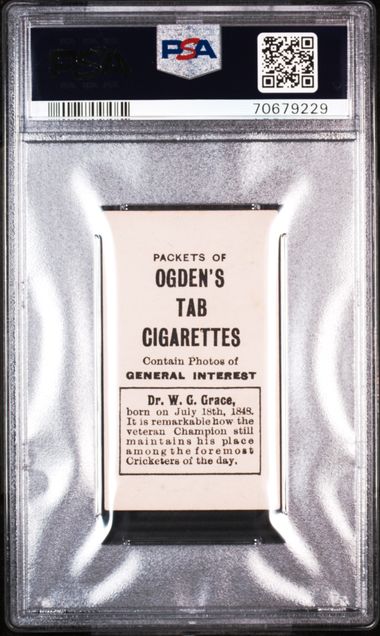 PSA
70679229
PACKETS OF
OGDEN'S
TAB
CIGARETTES
Contain Photos of
GENERAL INTEREST
Dr. W. G. Grace,
born on July 18th, 1848.
It is remarkable how the
veteran Champion still
maintains his place
among the foremost
Cricketers of the day.